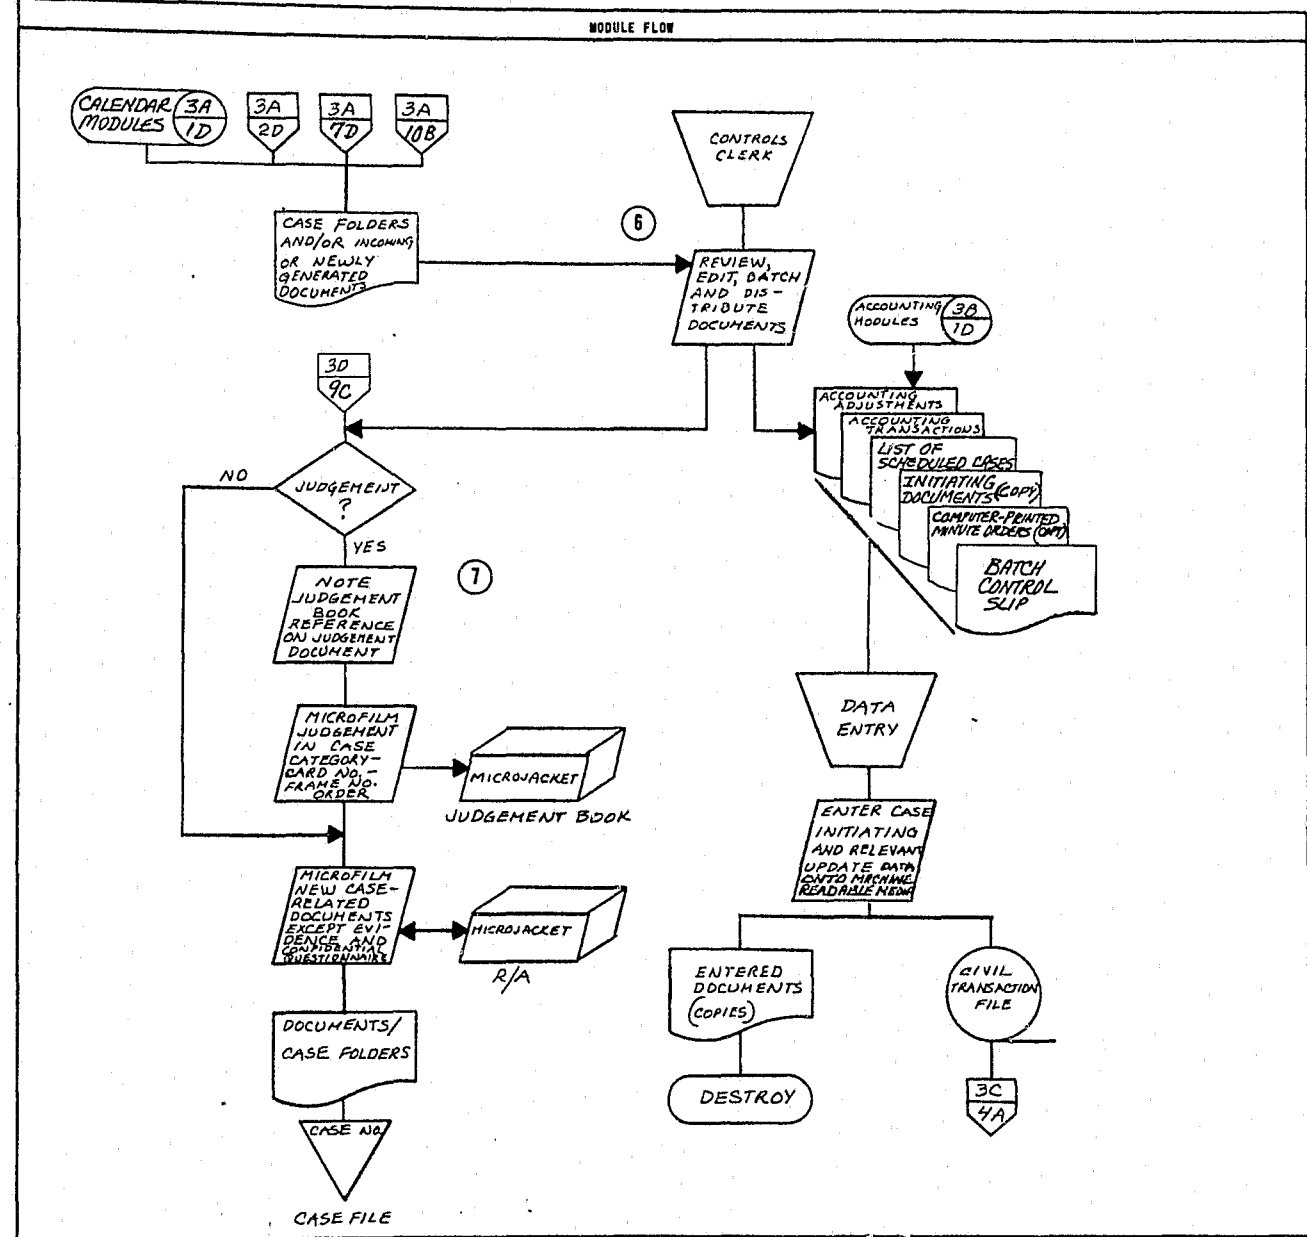 MODULE FLOW
CALENDAR
MODULES
3A
1D
3A
2D
3A
7D
3A
10B
CONTROLS
CLERK
CASE FOLDERS
AND/OR INCOMING
OR NEWLY
GENERATED
DOCUMENTS
6
REVIEW,
EDIT, BATCH
AND DIS-
TRIBUTE
DOCUMENTS
ACCOUNTING
MODULES
3B
1D
3D
9C
ACCOUNTING
ADJUSTMENTS
ACCOUNTING
TRANSACTIONS
LIST OF
SCHEDULED CASES
INITIATING
DOCUMENTS (COPY)
COMPUTER-PRINTED
MINUTE ORDERS (COPY)
BATCH
CONTROL
SLIP
NO
JUDGEMENT
?
YES
7
NOTE
JUDGEMENT
BOOK
REFERENCE
ON JUDGEMENT
DOCUMENT
DATA
ENTRY
MICROFILM
JUDGEMENT
IN CASE
CATEGORY-
CARD NO.-
FRAME NO.
ORDER
MICROJACKET
JUDGEMENT BOOK
ENTER CASE
INITIATING
AND RELEVANT
UPDATE DATA
ONTO MACHINE
READABLE MEDIA
MICROFILM
NEW CASE-
RELATED
DOCUMENTS
EXCEPT EVI-
DENCE AND
CONFIDENTIAL
QUESTIONNAIRE
MICROJACKET
R/A
ENTERED
DOCUMENTS
(COPIES)
CIVIL
TRANSACTION
FILE
DOCUMENTS/
CASE FOLDERS
DESTROY
3C
4A
CASE NO.
CASE FILE